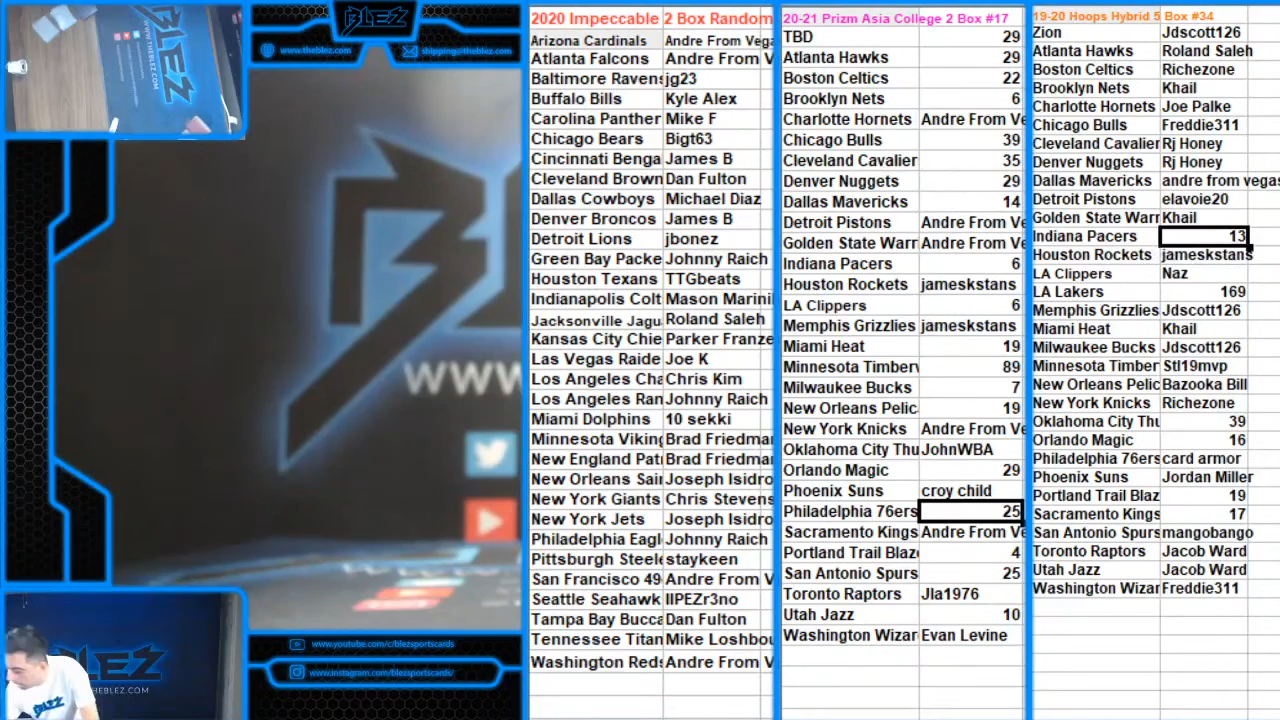 BLEZ
WWW.THEBLEZ.COM
BLEZ
www.theblez.com
shipping@theblez.com
WWW
2020 Impeccable 2 Box Random
Arizona Cardinals Andre From Vega
Atlanta Falcons Andre From V
Baltimore Ravens jg23
Buffalo Bills Kyle Alex
Carolina Panther Mike F
Chicago Bears Bigt63
Cincinnati Benga James B
Cleveland Brown Dan Fulton
Dallas Cowboys Michael Diaz
Denver Broncos James B
Detroit Lions jbonez
Green Bay Packe Johnny Raich
Houston Texans TTGbeats
Indianapolis Colt Mason Marinil
Jacksonville Jagu Roland Saleh
Kansas City Chie Parker Franze
Las Vegas Raide Joe K
Los Angeles Cha Chris Kim
Los Angeles Ran Johnny Raich
Miami Dolphins 10 sekki
Minnesota Viking Brad Friedma
New England Pat Brad Friedma
New Orleans Sai Joseph Isidro
New York Giants Chris Stevens
New York Jets Joseph Isidro
Philadelphia Eagl Johnny Raich
Pittsburgh Steele staykeen
San Francisco 49 Andre From V
Seattle Seahawk IIPEZr3no
Tampa Bay Bucca Dan Fulton
Tennessee Titan Mike Loshbou
Washington Reds Andre From V
20-21 Prizm Asia College 2 Box #17
TBD 29
Atlanta Hawks 29
Boston Celtics 22
Brooklyn Nets 6
Charlotte Hornets Andre From Ve
Chicago Bulls 39
Cleveland Cavalier 35
Denver Nuggets 29
Dallas Mavericks 14
Detroit Pistons Andre From Ve
Golden State Warr Andre From Ve
Indiana Pacers 6
Houston Rockets jameskstans
LA Clippers 6
Memphis Grizzlies jameskstans
Miami Heat 19
Minnesota Timberv 89
Milwaukee Bucks 7
New Orleans Pelic 19
New York Knicks Andre From Ve
Oklahoma City Thu JohnWBA
Orlando Magic 29
Phoenix Suns croy child
Philadelphia 76ers 25
Sacramento Kings Andre From Ve
Portland Trail Blaz 4
San Antonio Spurs 25
Toronto Raptors Jla1976
Utah Jazz 10
Washington Wizar Evan Levine
19-20 Hoops Hybrid 5 Box #34
Zion Jdscott126
Atlanta Hawks Roland Saleh
Boston Celtics Richezone
Brooklyn Nets Khail
Charlotte Hornets Joe Palke
Chicago Bulls Freddie311
Cleveland Cavalier Rj Honey
Denver Nuggets Rj Honey
Dallas Mavericks andre from vegas
Detroit Pistons elavoie20
Golden State Warr Khail
Indiana Pacers 13
Houston Rockets jameskstans
LA Clippers Naz
LA Lakers 169
Memphis Grizzlies Jdscott126
Miami Heat Khail
Milwaukee Bucks Jdscott126
Minnesota Timber Stl19mvp
New Orleans Pelic Bazooka Bill
New York Knicks Richezone
Oklahoma City Thu 39
Orlando Magic 16
Philadelphia 76ers card armor
Phoenix Suns Jordan Miller
Portland Trail Blaz 19
Sacramento Kings 17
San Antonio Spurs mangobango
Toronto Raptors Jacob Ward
Utah Jazz Jacob Ward
Washington Wizar Freddie311
BLEZ
THEBLEZ.COM
BLEZ
www.youtube.com/c/blezsportscards
www.instagram.com/blezsportscards/